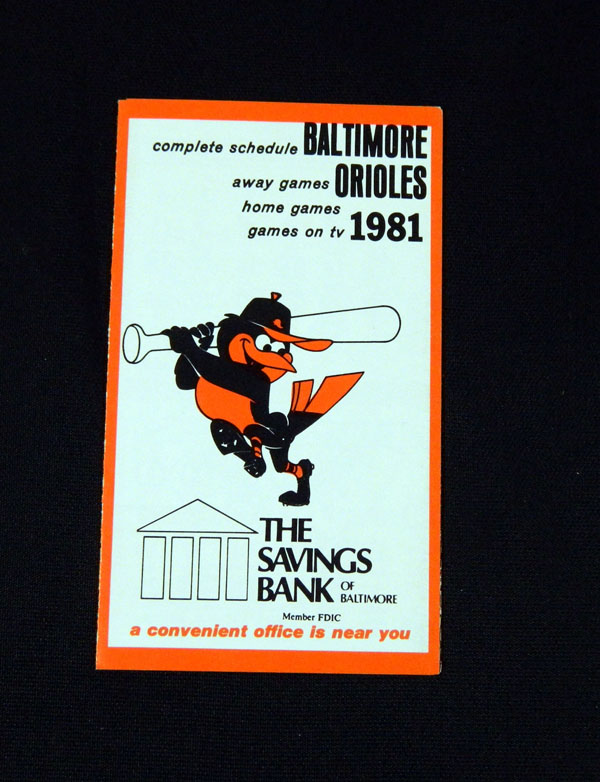 complete schedule BALTIMORE
away games ORIOLES
home games
games on tv 1981
THE
SAVINGS
BANK OF
BALTIMORE
Member FDIC
a convenient office is near you